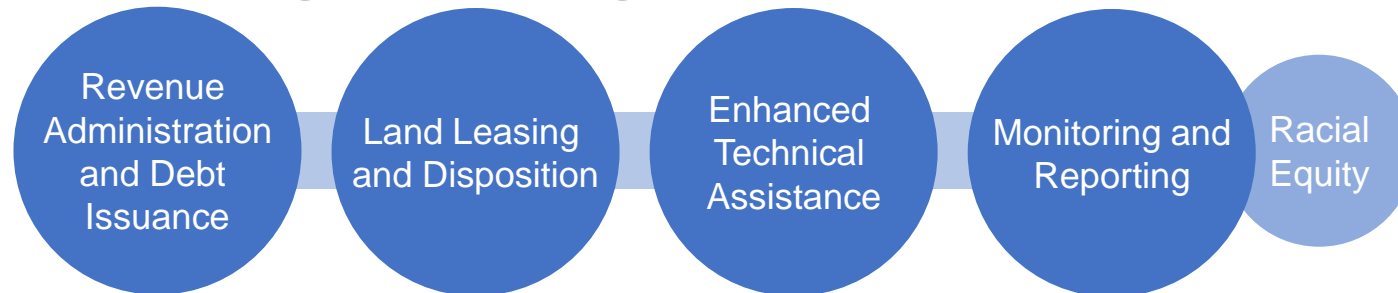 Revenue
Administration
and Debt
Issuance
Land Leasing
and Disposition
Enhanced
Technical
Assistance
Monitoring and
Reporting
Racial
Equity